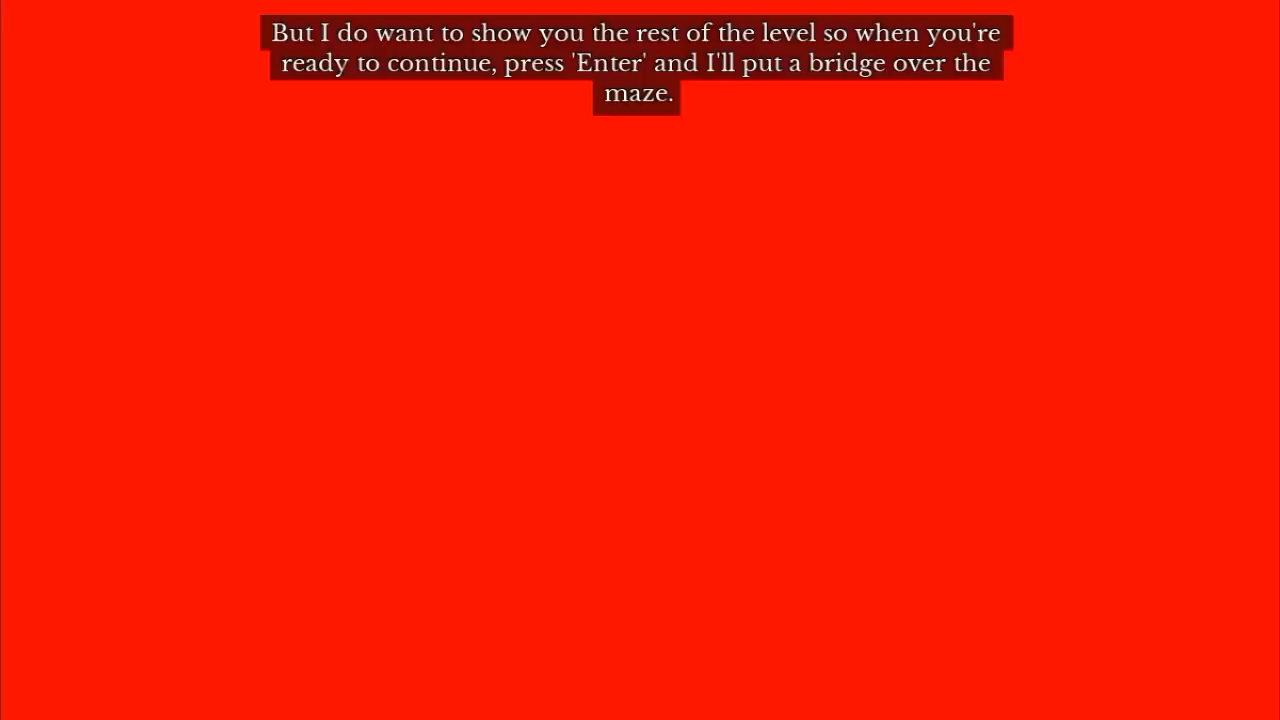 But I do want to show you the rest of the level so when you're
ready to continue, press 'Enter' and I'll put a bridge over the
maze.